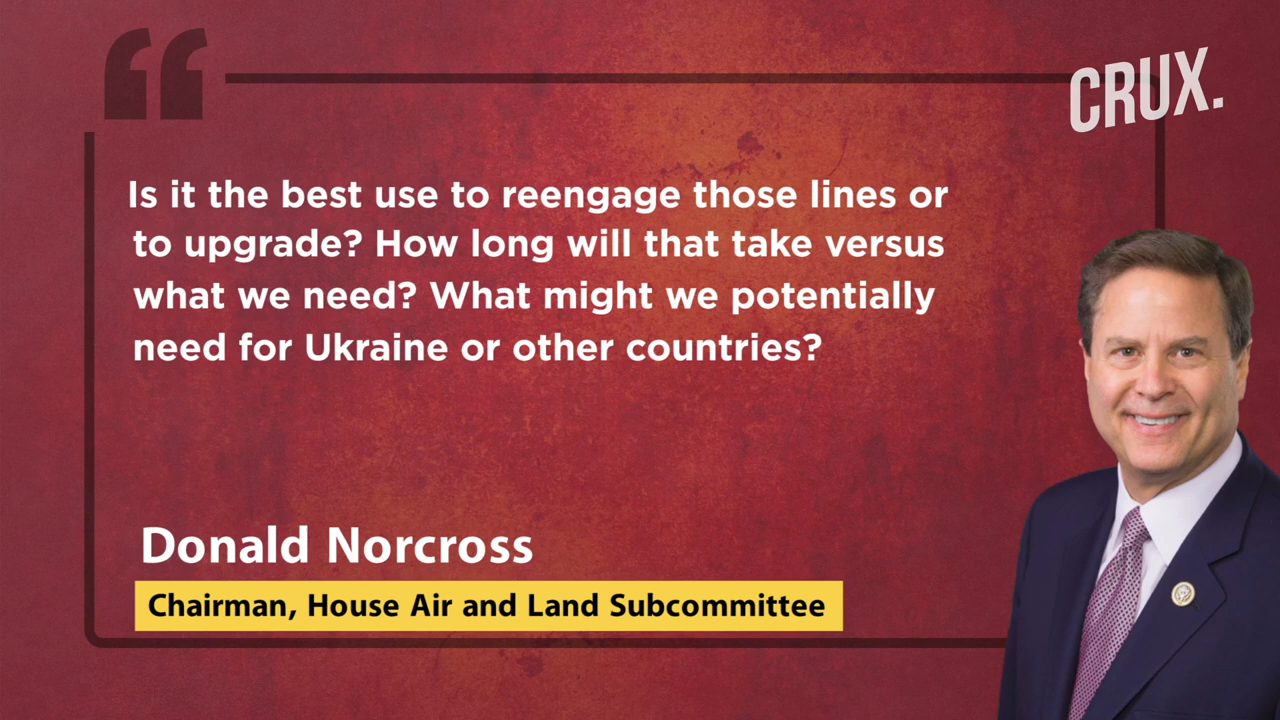 CRUX.
Is it the best use to reengage those lines or
to upgrade? How long will that take versus
what we need? What might we potentially
need for Ukraine or other countries?
Donald Norcross
Chairman, House Air and Land Subcommittee